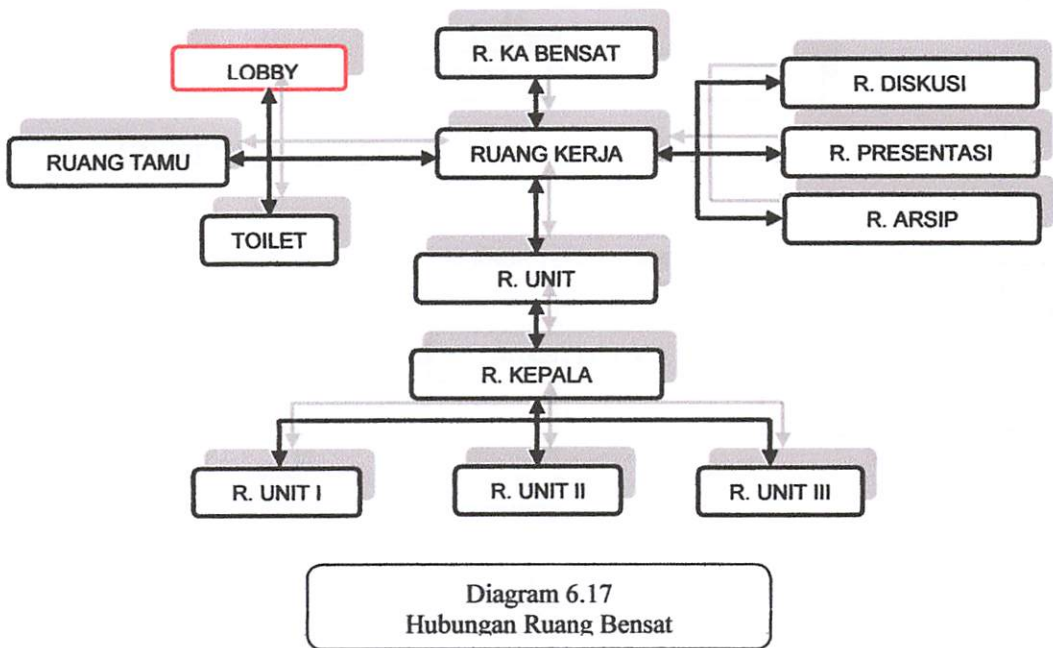 LOBBY
R. KA BENSAT
R. DISKUSI
RUANG TAMU
RUANG KERJA
R. PRESENTASI
TOILET
R. ARSIP
R. UNIT
R. KEPALA
R. UNIT I
R. UNIT II
R. UNIT III
Diagram 6.17
Hubungan Ruang Bensat